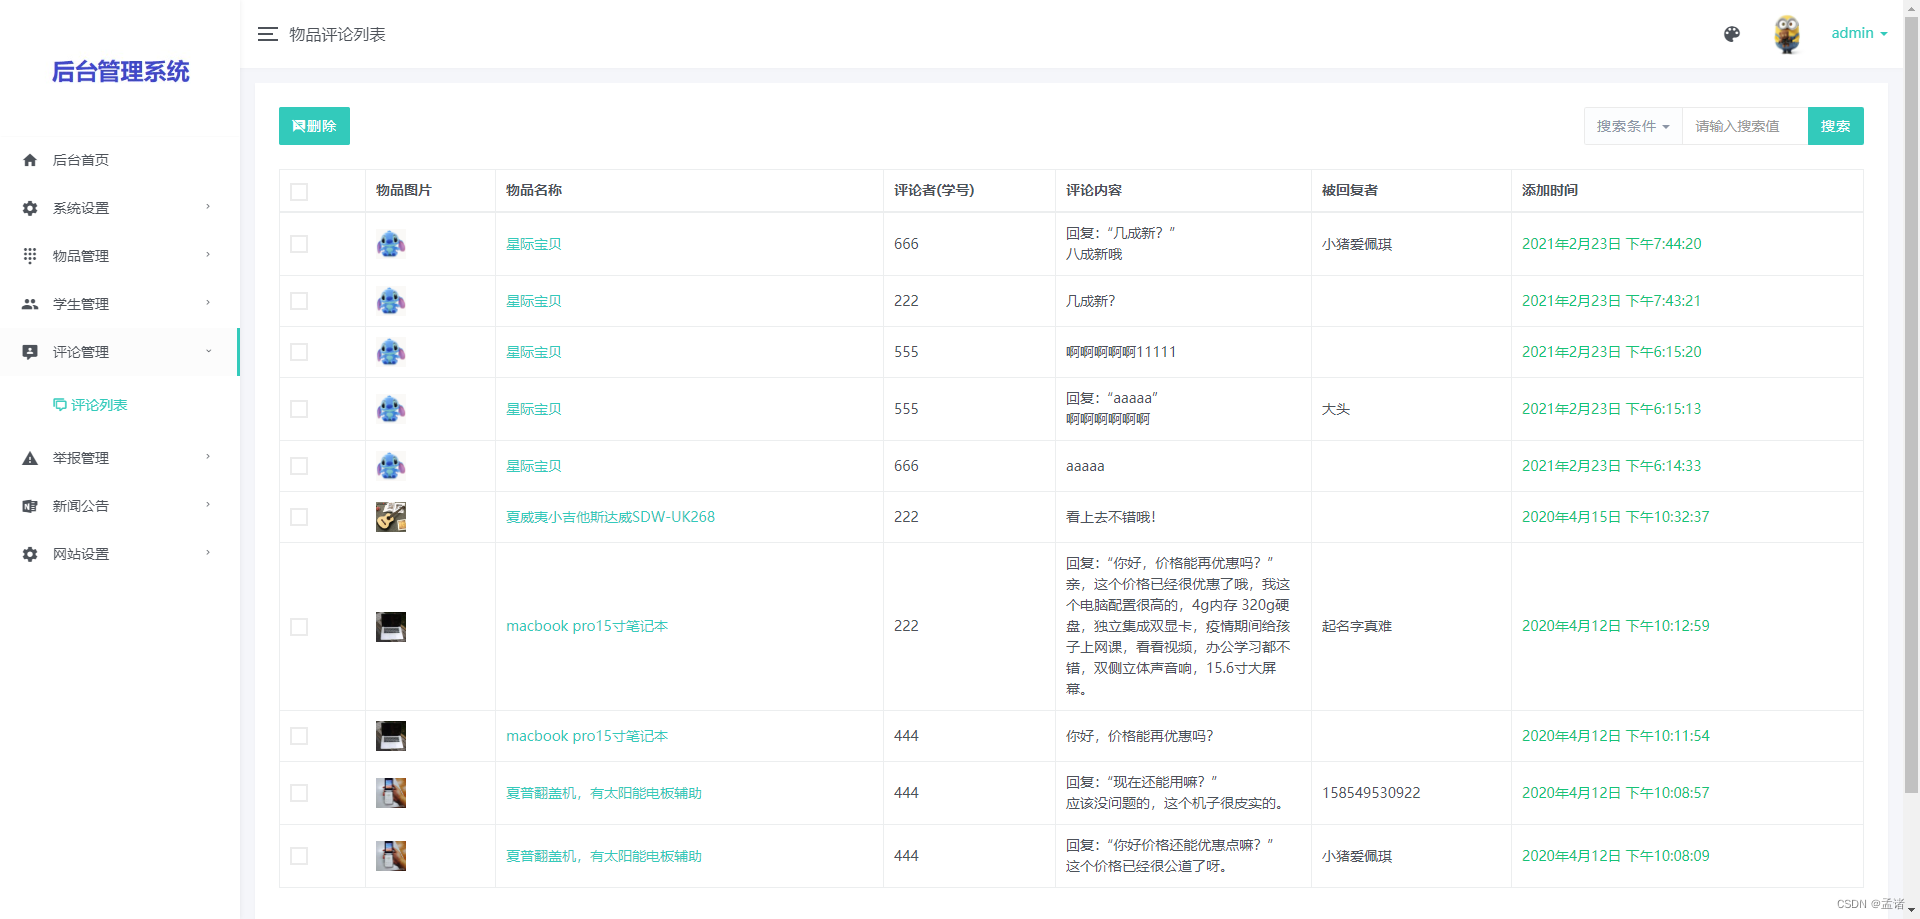 后台管理系统
物品评论列表
admin
后台首页
系统设置
物品管理
学生管理
评论管理
评论列表
举报管理
新闻公告
网站设置
删除
搜索条件 请输入搜索值 搜索
物品图片 物品名称 评论者(学号) 评论内容 被回复者 添加时间
星际宝贝 666 回复：“几成新？”
八成新哦 小猪爱佩琪 2021年2月23日 下午7:44:20
星际宝贝 222 几成新? 2021年2月23日 下午7:43:21
星际宝贝 555 啊啊啊啊啊11111 2021年2月23日 下午6:15:20
星际宝贝 555 回复：“aaaaa”
啊啊啊啊啊啊 大头 2021年2月23日 下午6:15:13
星际宝贝 666 aaaaa 2021年2月23日 下午6:14:33
夏威夷小吉他斯达威SDW-UK268 222 看上去不错哦！ 2020年4月15日 下午10:32:37
macbook pro15寸笔记本 222 回复：“你好，价格能再优惠吗？”
亲，这个价格已经很优惠了哦，我这
个电脑配置很高的，4g内存 320g硬
盘，独立集成双显卡，疫情期间给孩
子上网课，看看视频，办公学习都不
错，双侧立体声音响，15.6寸大屏
幕。 起名字真难 2020年4月12日 下午10:12:59
macbook pro15寸笔记本 444 你好，价格能再优惠吗? 2020年4月12日 下午10:11:54
夏普翻盖机，有太阳能电板辅助 444 回复：“现在还能用嘛？”
应该没问题的，这个机子很皮实的。 158549530922 2020年4月12日 下午10:08:57
夏普翻盖机，有太阳能电板辅助 444 回复：“你好价格还能优惠点嘛？”
这个价格已经很公道了呀。 小猪爱佩琪 2020年4月12日 下午10:08:09
CSDN @孟诸